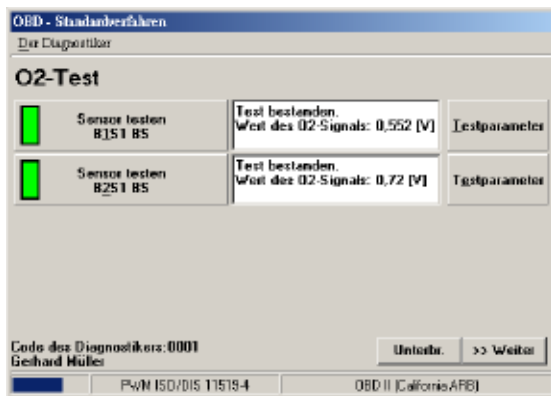 OBD - Standardverfahren
Der Diagnostiker
O2-Test
Sensor testen
B1S1 BS
Test bestanden.
Wert des O2-Signals: 0,552 [V]
Testparameter
Sensor testen
B2S1 BS
Test bestanden.
Wert des O2-Signals: 0,72 [V]
Testparameter
Code des Diagnostikers:0001
Gerhard Müller
Unterbr.
>> Weiter
PWM ISO/DIS 11519-4
OBD II (California ARB)